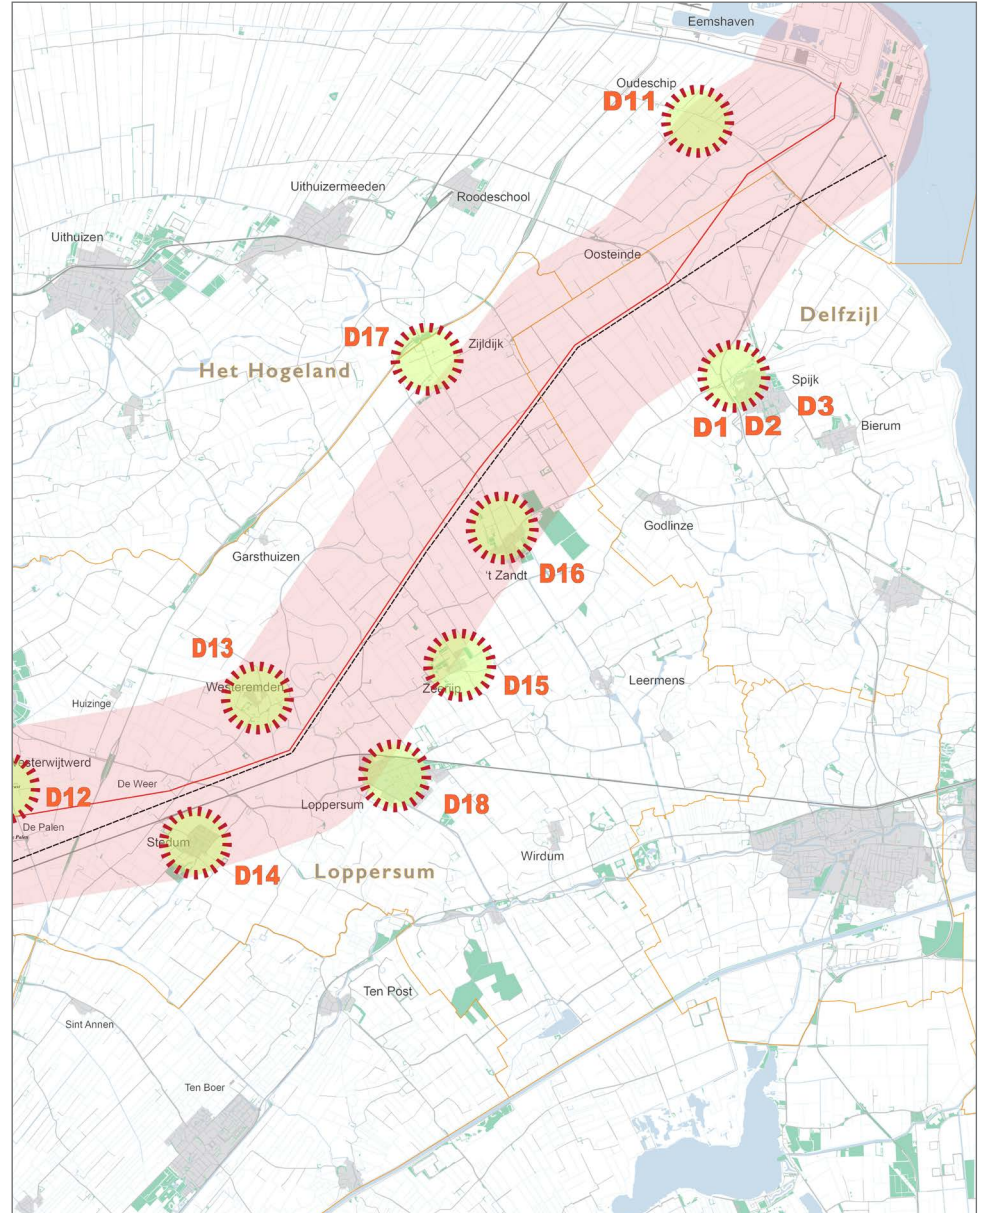 Eemshaven
Oudeschip
D11
Uithuizermeeden
Roodeschool
Uithuizen
Oosteinde
Delfzijl
D17
Zijldijk
Het Hogeland
Spijk
D1 D2 D3
Bierum
Godlinze
Garsthuizen
't Zandt
D16
D13
Westeremden
Zeerijp
D15
Leermens
Huizinge
Westerwijtwerd
De Weer
D12
Loppersum
D18
De Palen
Stedum
D14
Loppersum
Wirdum
Ten Post
Sint Annen
Ten Boer